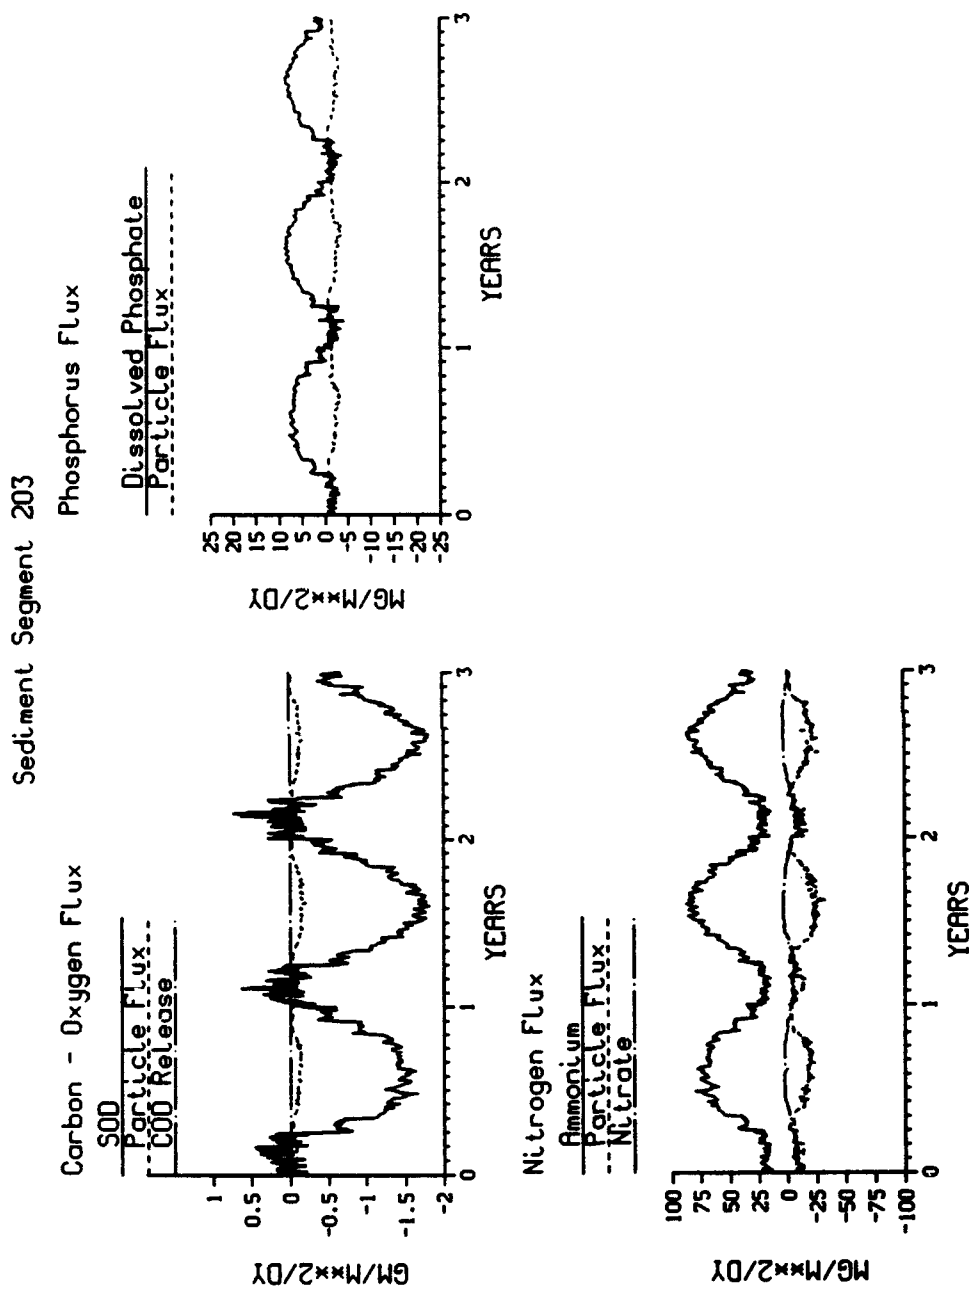 Sediment Segment 203
Carbon - Oxygen Flux
SOD
Particle Flux
COD Release
GM/M**2/DY
1
0.5
0
-0.5
-1
-1.5
-2
0 1 2 3
YEARS
Phosphorus Flux
Dissolved Phosphate
Particle Flux
MG/M**2/DY
25
20
15
10
5
0
-5
-10
-15
-20
-25
0 1 2 3
YEARS
Nitrogen Flux
Ammonium
Particle Flux
Nitrate
MG/M**2/DY
100
75
50
25
0
-25
-50
-75
-100
0 1 2 3
YEARS